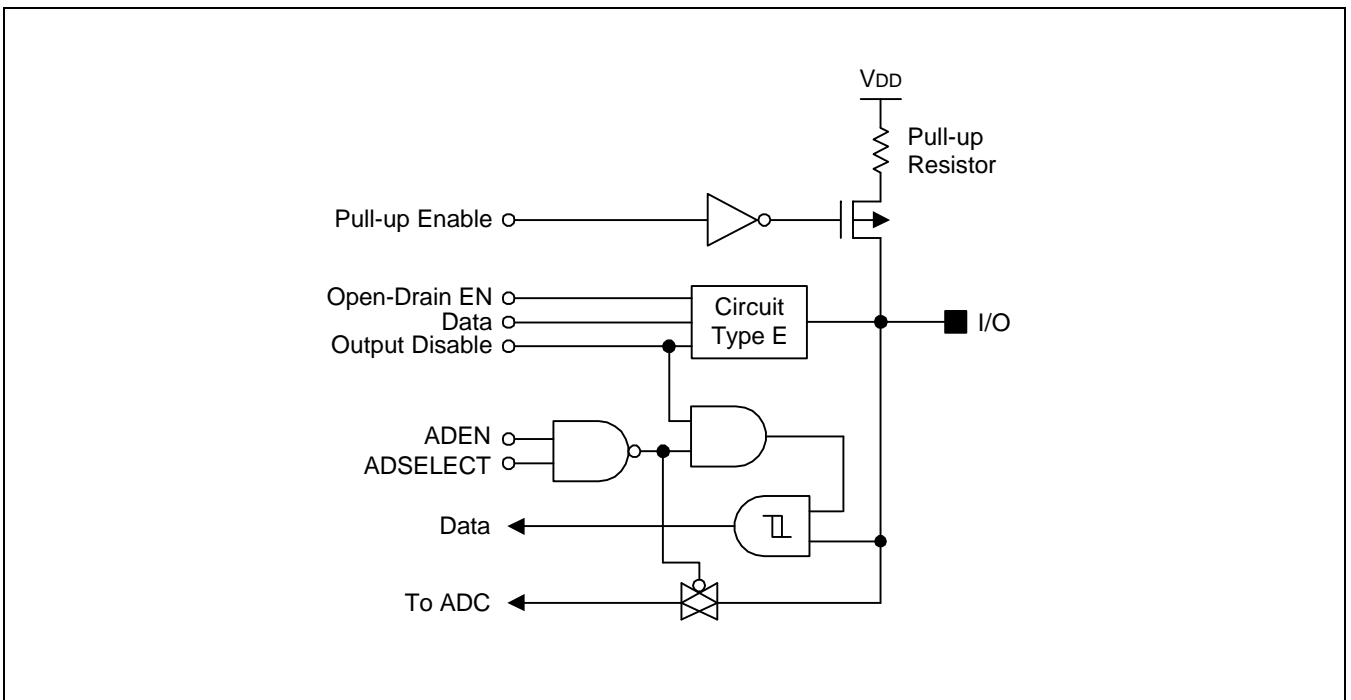 VDD
Pull-up
Resistor
Pull-up Enable
Open-Drain EN
Data
Output Disable
Circuit
Type E
I/O
ADEN
ADSELECT
Data
To ADC